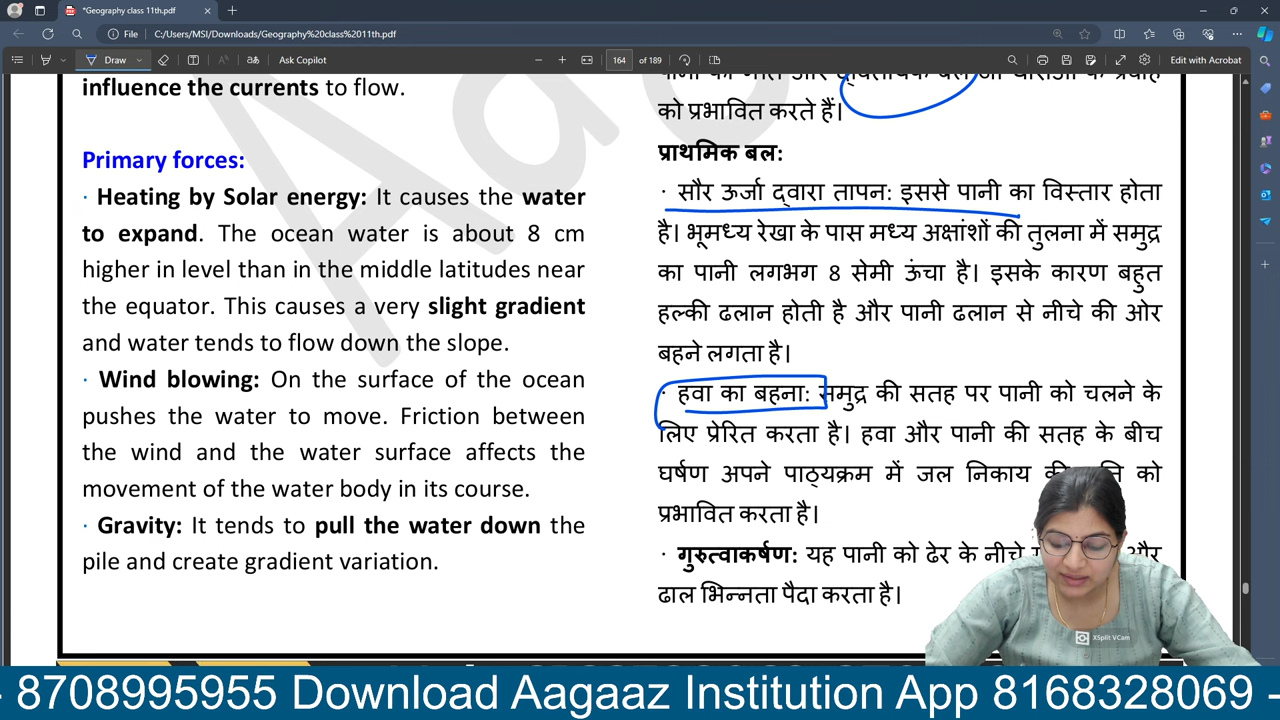 *Geography class 11th.pdf
File
C:/Users/MSI/Downloads/Geography%20class%2011th.pdf
Draw
Ask Copilot
164 of 189
Edit with Acrobat
influence the currents to flow.
Primary forces:
· Heating by Solar energy: It causes the water
to expand. The ocean water is about 8 cm
higher in level than in the middle latitudes near
the equator. This causes a very slight gradient
and water tends to flow down the slope.
· Wind blowing: On the surface of the ocean
pushes the water to move. Friction between
the wind and the water surface affects the
movement of the water body in its course.
· Gravity: It tends to pull the water down the
pile and create gradient variation.
को प्रभावित करते हैं।
प्राथमिक बल:
· सौर ऊर्जा द्वारा तापन: इससे पानी का विस्तार होता
है। भूमध्य रेखा के पास मध्य अक्षांशों की तुलना में समुद्र
का पानी लगभग 8 सेमी ऊंचा है। इसके कारण बहुत
हल्की ढलान होती है और पानी ढलान से नीचे की ओर
बहने लगता है।
· हवा का बहना: समुद्र की सतह पर पानी को चलने के
लिए प्रेरित करता है। हवा और पानी की सतह के बीच
घर्षण अपने पाठ्यक्रम में जल निकाय की को
प्रभावित करता है।
· गुरुत्वाकर्षण: यह पानी को ढेर के नीचे और
ढाल भिन्नता पैदा करता है।
XSplit VCam
- 8708995955 Download Aagaaz Institution App 8168328069 -